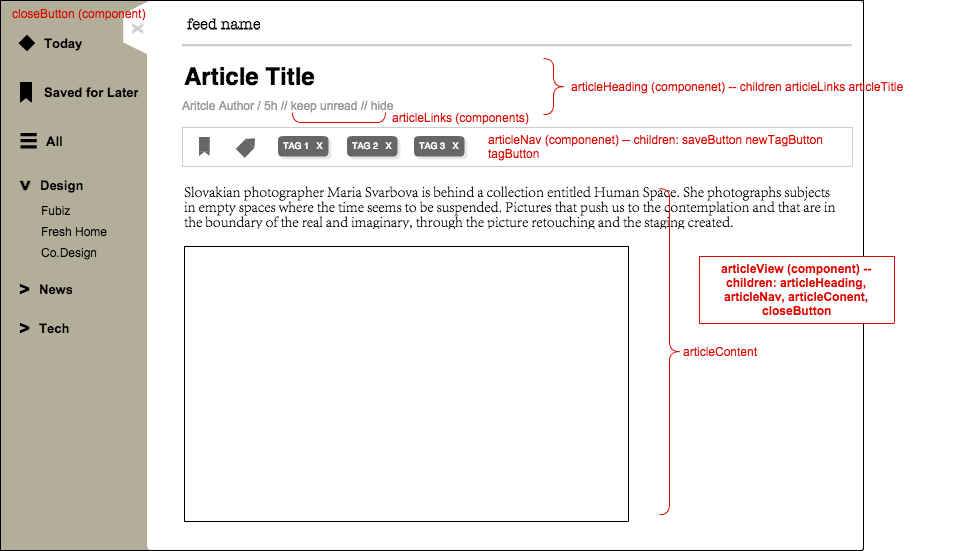 closeButton (component)
feed name
Today
Saved for Later
All
v Design
Fubiz
Fresh Home
Co.Design
> News
> Tech
Article Title
articleHeading (componenet) -- children articleLinks articleTitle
Aritcle Author / 5h // keep unread // hide
articleLinks (components)
TAG 1 X
TAG 2 X
TAG 3 X
articleNav (componenet) -- children: saveButton newTagButton
tagButton
Slovakian photographer Maria Svarbova is behind a collection entitled Human Space. She photographs subjects
in empty spaces where the time seems to be suspended. Pictures that push us to the contemplation and that are in
the boundary of the real and imaginary, through the picture retouching and the staging created.
articleView (component) --
children: articleHeading,
articleNav, articleConent,
closeButton
articleContent